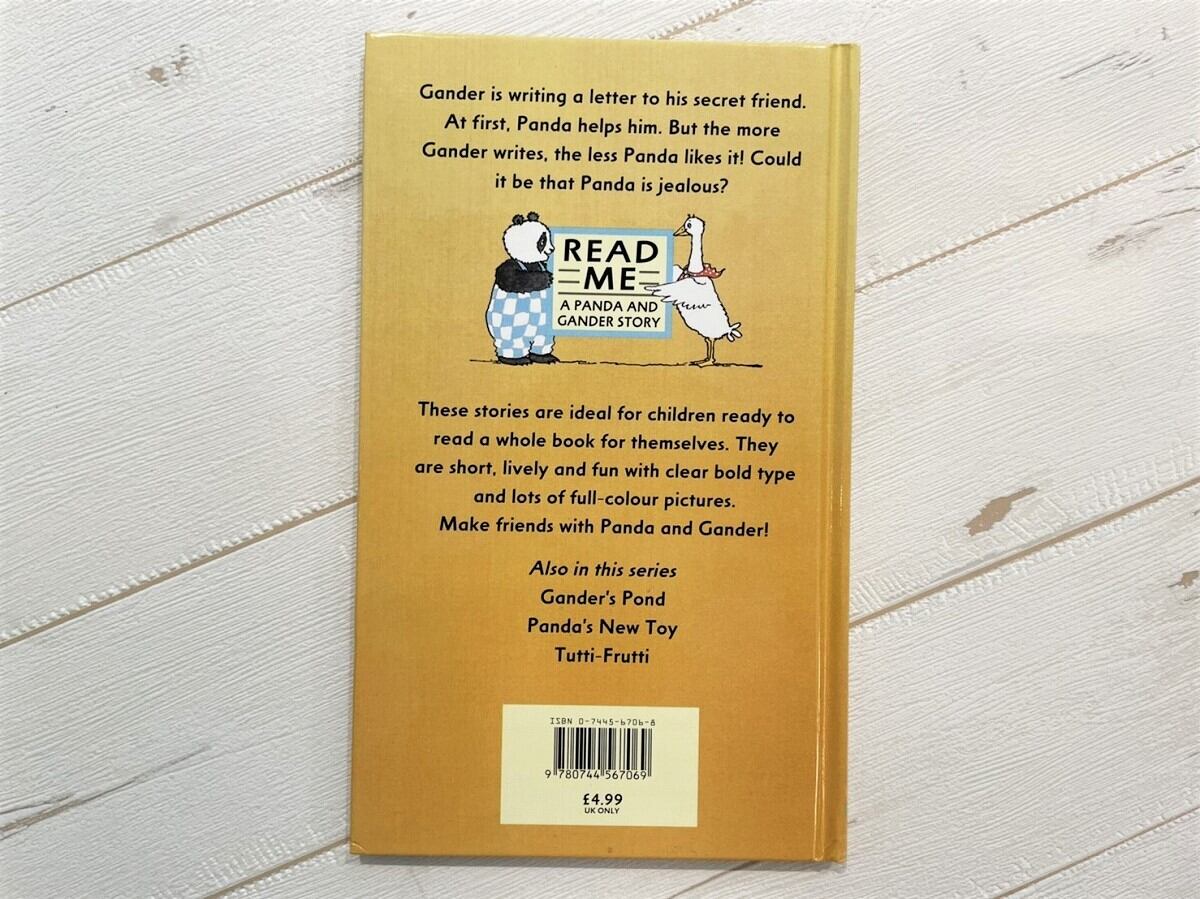 Gander is writing a letter to his secret friend.
At first, Panda helps him. But the more
Gander writes, the less Panda likes it! Could
it be that Panda is jealous?
READ
ME
A PANDA AND
GANDER STORY
These stories are ideal for children ready to
read a whole book for themselves. They
are short, lively and fun with clear bold type
and lots of full-colour pictures.
Make friends with Panda and Gander!
Also in this series
Gander's Pond
Panda's New Toy
Tutti-Frutti
ISBN 0-7445-6706-8
9 780744 567069
£4.99
UK ONLY